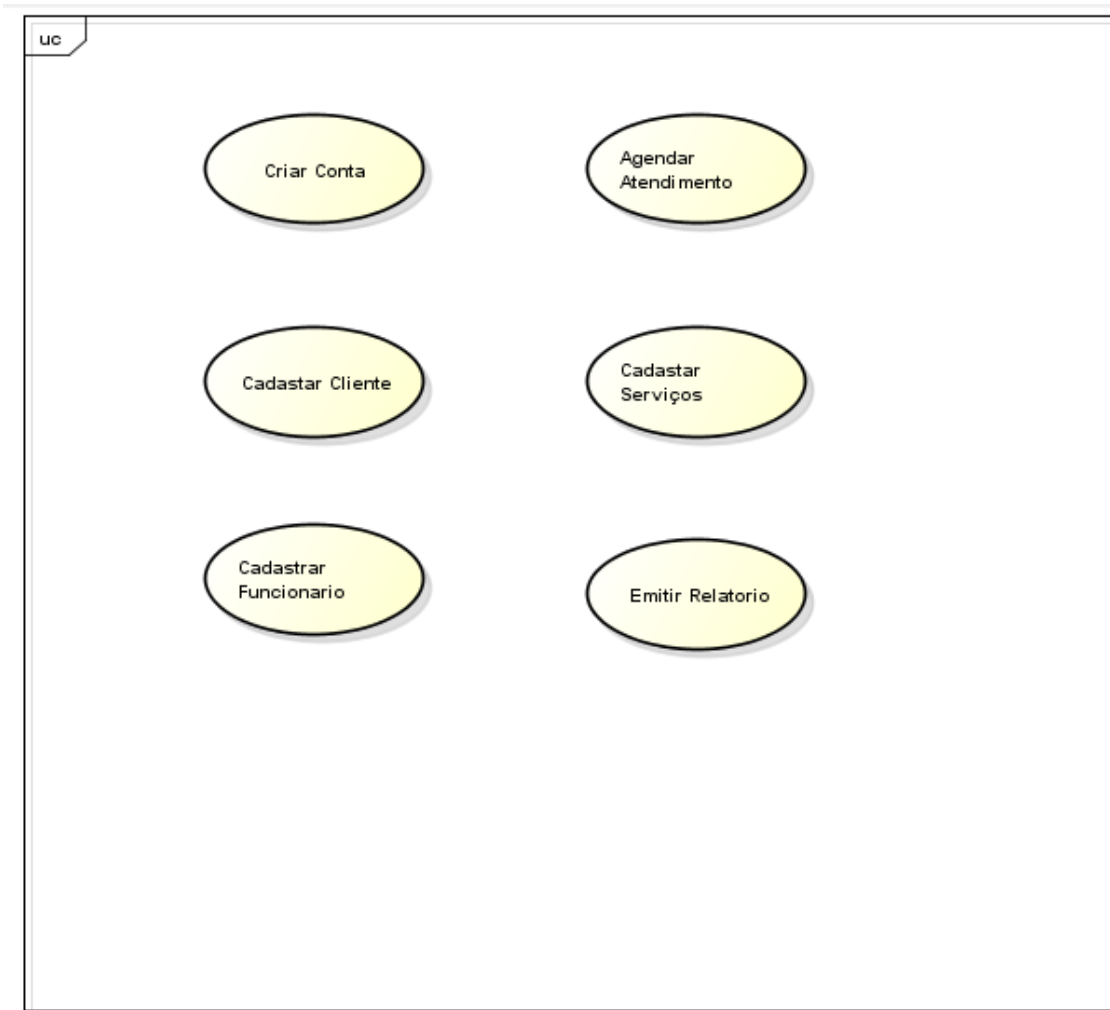 uc
Criar Conta
Agendar
Atendimento
Cadastar Cliente
Cadastar
Serviços
Cadastrar
Funcionario
Emitir Relatorio